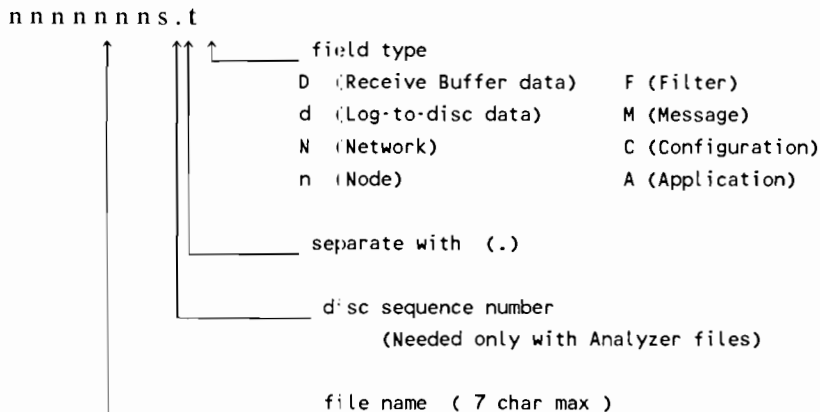 nnnnnnns.t
field type
D (Receive Buffer data) F (Filter)
d (Log-to-disc data) M (Message)
N (Network) C (Configuration)
n (Node) A (Application)
separate with (.)
disc sequence number
(Needed only with Analyzer files)
file name ( 7 char max )